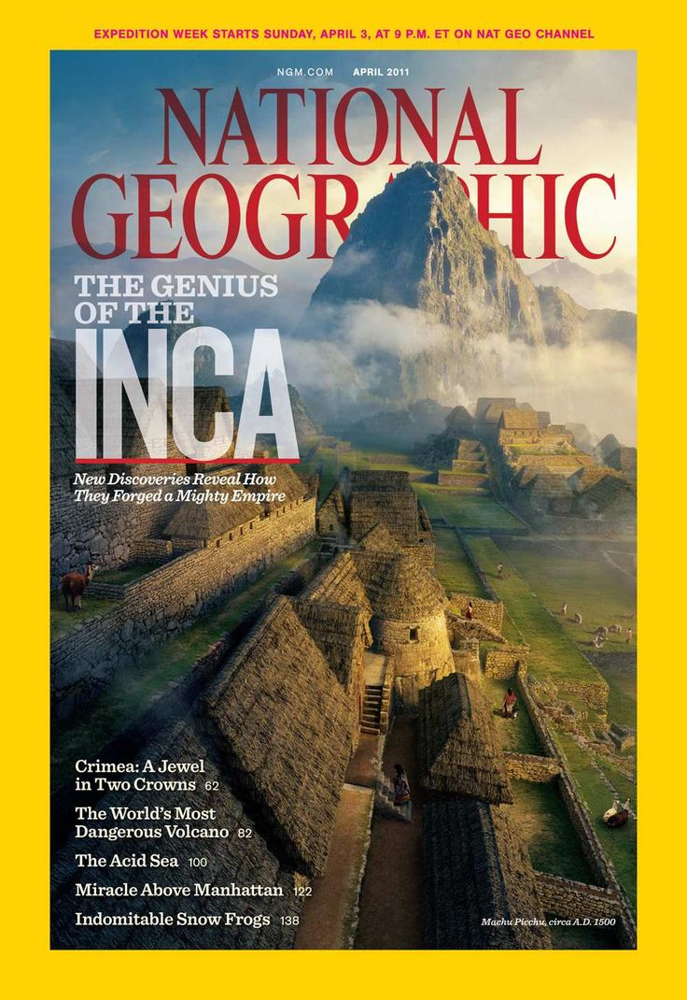 EXPEDITION WEEK STARTS SUNDAY, APRIL 3, AT 9 P.M. ET ON NAT GEO CHANNEL
NGM.COM APRIL 2011
NATIONAL
GEOGRAPHIC
THE GENIUS
OF THE
INCA
New Discoveries Reveal How
They Forged a Mighty Empire
Crimea: A Jewel
in Two Crowns 62
The World's Most
Dangerous Volcano 82
The Acid Sea 100
Miracle Above Manhattan 122
Indomitable Snow Frogs 138
Machu Picchu, circa A.D. 1500